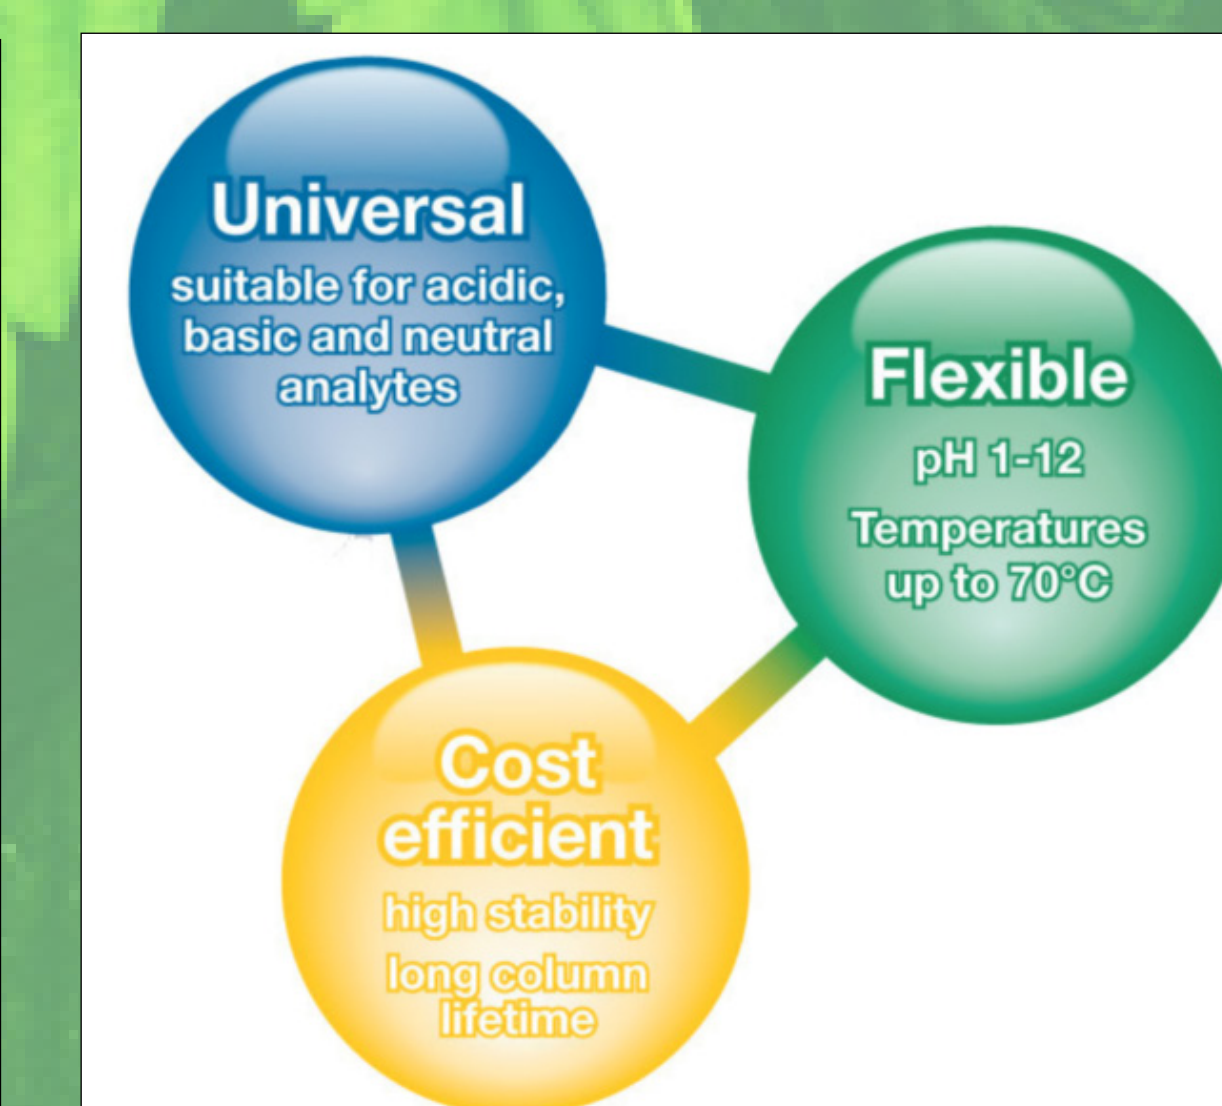 Universal
suitable for acidic,
basic and neutral
analytes
Flexible
pH 1-12
Temperatures
up to 70°C
Cost
efficient
high stability
long column
lifetime